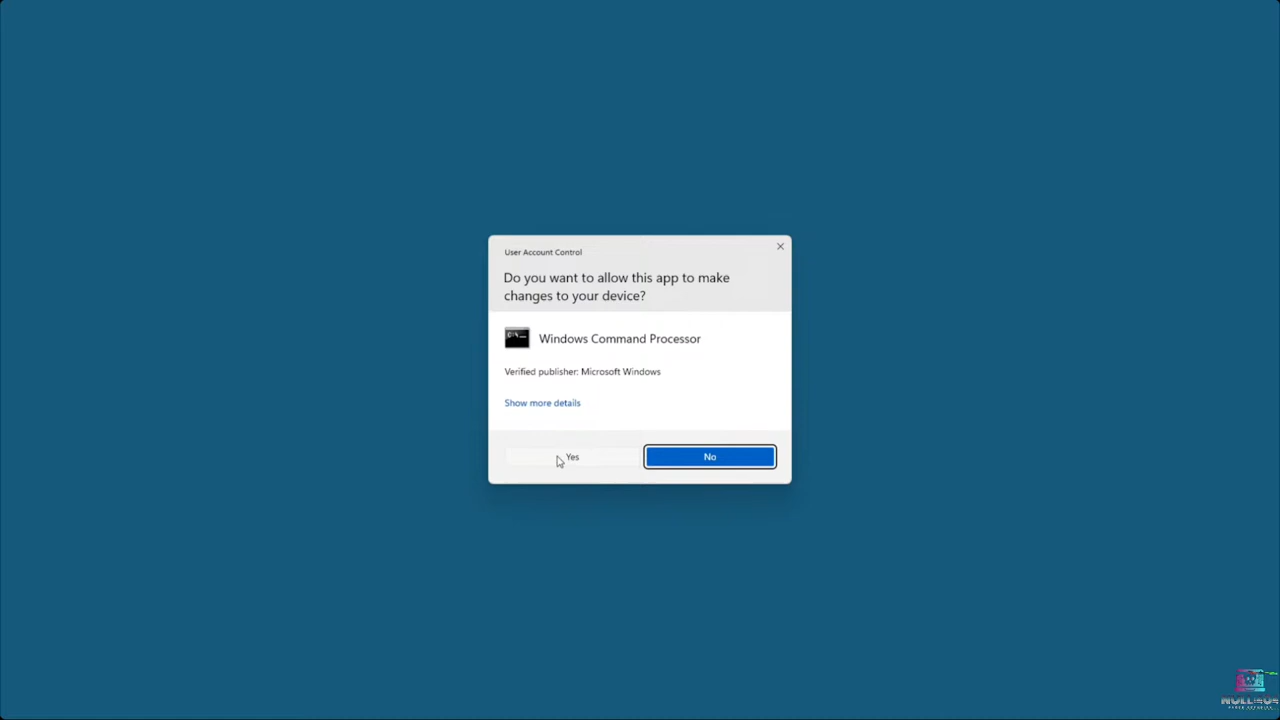 User Account Control
Do you want to allow this app to make
changes to your device?
Windows Command Processor
Verified publisher: Microsoft Windows
Show more details
Yes
No